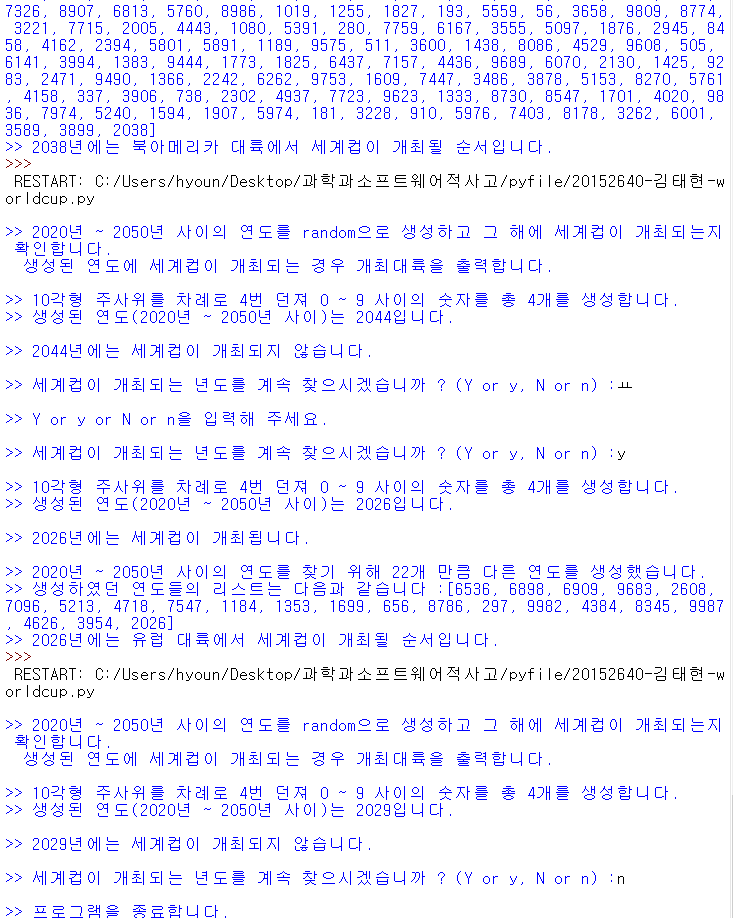 7326, 8907, 6813, 5760, 8986, 1019, 1255, 1827, 193, 5559, 56, 3658, 9809, 8774,
3221, 7715, 2005, 4443, 1080, 5391, 280, 7759, 6167, 3555, 5097, 1876, 2945, 84
58, 4162, 2394, 5801, 5891, 1189, 9575, 511, 3600, 1438, 8086, 4529, 9608, 505,
6141, 3994, 1383, 9444, 1773, 1825, 6437, 7157, 4436, 9689, 6070, 2130, 1425, 92
83, 2471, 9490, 1366, 2242, 6262, 9753, 1609, 7447, 3486, 3878, 5153, 8270, 5761
, 4158, 337, 3906, 738, 2302, 4937, 7723, 9623, 1333, 8730, 8547, 1701, 4020, 98
36, 7974, 5240, 1594, 1907, 5974, 181, 3228, 910, 5976, 7403, 8178, 3262, 6001,
3589, 3899, 2038]
>> 2038년에는 북아메리카 대륙에서 세계컵이 개최될 순서입니다.
>>>
RESTART: C:/Users/hyoun/Desktop/과학과소프트웨어적사고/pyfile/20152640-김태현-w
orldcup.py
>> 2020년 ~ 2050년 사이의 연도를 random으로 생성하고 그 해에 세계컵이 개최되는지
확인합니다.
생성된 연도에 세계컵이 개최되는 경우 개최대륙을 출력합니다.
>> 10각형 주사위를 차례로 4번 던져 0 ~ 9 사이의 숫자를 총 4개를 생성합니다.
>> 생성된 연도(2020년 ~ 2050년 사이)는 2044입니다.
>> 2044년에는 세계컵이 개최되지 않습니다.
>> 세계컵이 개최되는 년도를 계속 찾으시겠습니까 ? (Y or y, N or n) :ㅛ
>> Y or y or N or n을 입력해 주세요.
>> 세계컵이 개최되는 년도를 계속 찾으시겠습니까 ? (Y or y, N or n) :y
>> 10각형 주사위를 차례로 4번 던져 0 ~ 9 사이의 숫자를 총 4개를 생성합니다.
>> 생성된 연도(2020년 ~ 2050년 사이)는 2026입니다.
>> 2026년에는 세계컵이 개최됩니다.
>> 2020년 ~ 2050년 사이의 연도를 찾기 위해 22개 만큼 다른 연도를 생성했습니다.
>> 생성하였던 연도들의 리스트는 다음과 같습니다 :[6536, 6898, 6909, 9683, 2608,
7096, 5213, 4718, 7547, 1184, 1353, 1699, 656, 8786, 297, 9982, 4384, 8345, 9987
, 4626, 3954, 2026]
>> 2026년에는 유럽 대륙에서 세계컵이 개최될 순서입니다.
>>>
RESTART: C:/Users/hyoun/Desktop/과학과소프트웨어적사고/pyfile/20152640-김태현-w
orldcup.py
>> 2020년 ~ 2050년 사이의 연도를 random으로 생성하고 그 해에 세계컵이 개최되는지
확인합니다.
생성된 연도에 세계컵이 개최되는 경우 개최대륙을 출력합니다.
>> 10각형 주사위를 차례로 4번 던져 0 ~ 9 사이의 숫자를 총 4개를 생성합니다.
>> 생성된 연도(2020년 ~ 2050년 사이)는 2029입니다.
>> 2029년에는 세계컵이 개최되지 않습니다.
>> 세계컵이 개최되는 년도를 계속 찾으시겠습니까 ? (Y or y, N or n) :n
>> 프로그램을 종료합니다.